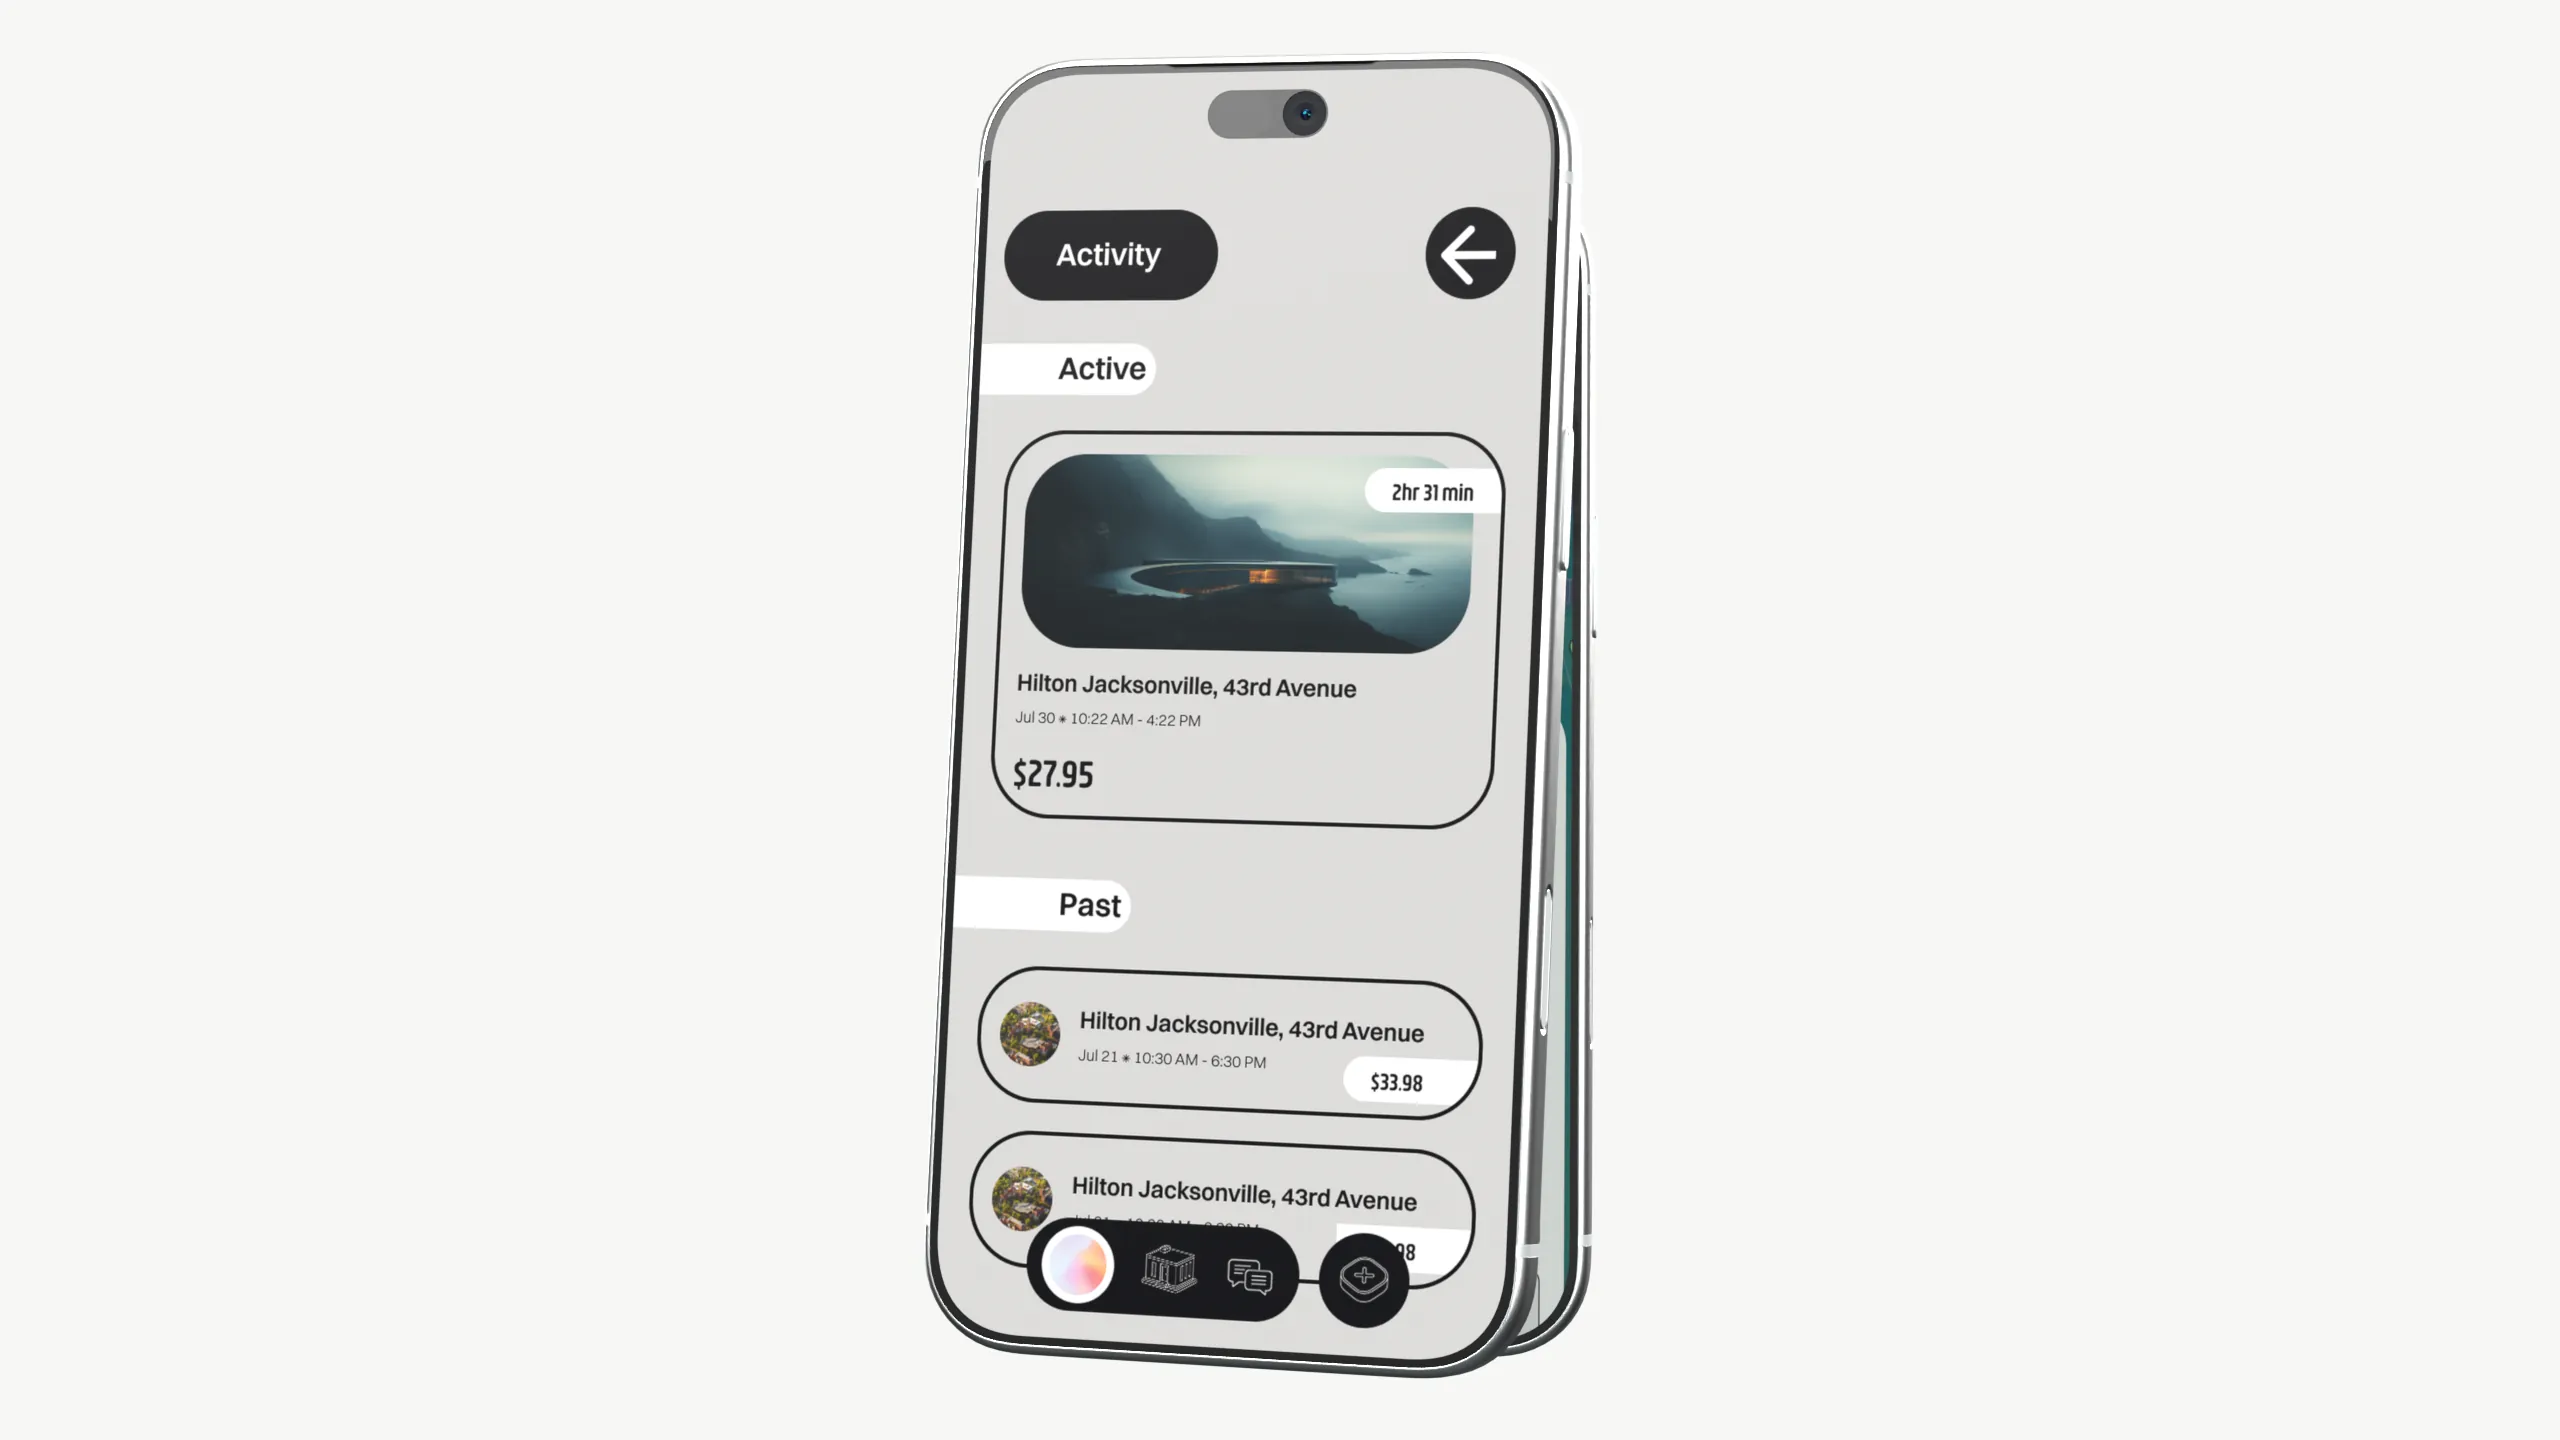 Activity
Active
2hr 31 min
Hilton Jacksonville, 43rd Avenue
Jul 30 * 10:22 AM - 4:22 PM
$27.95
Past
Hilton Jacksonville, 43rd Avenue
Jul 21 * 10:30 AM - 6:30 PM
$33.98
Hilton Jacksonville, 43rd Avenue
98